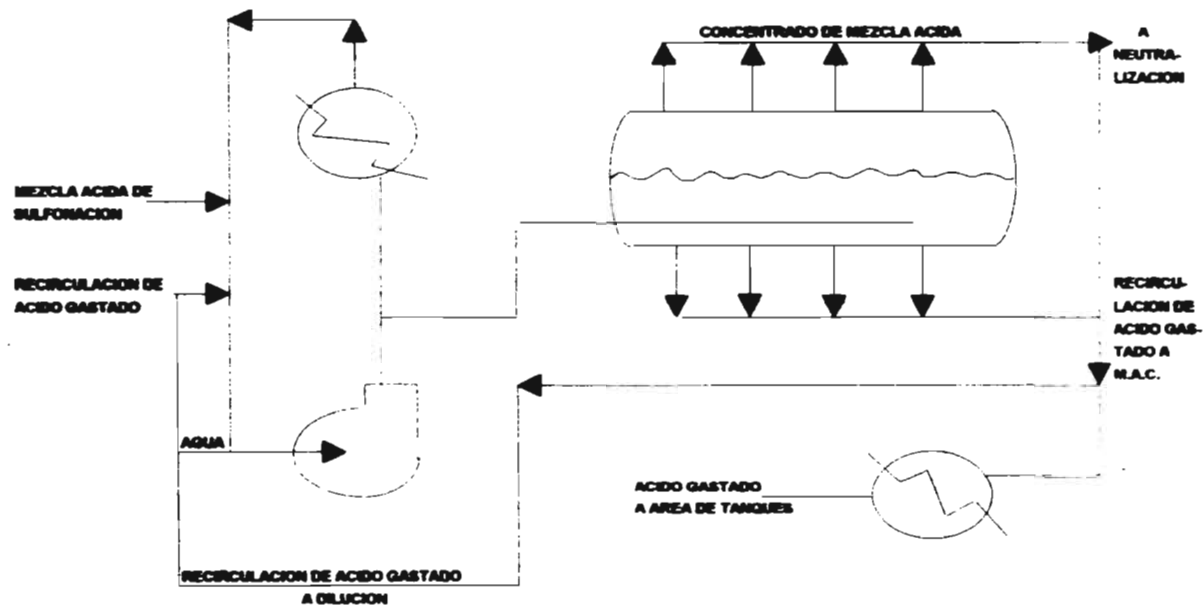 CONCENTRADO DE MEZCLA ACIDA
A
NEUTRA-
LIZACION
MEZCLA ACIDA DE
SULFONACION
RECIRCULACION DE
ACIDO GASTADO
RECIRCU-
LACION DE
ACIDO GAS-
TADO A
M.A.C.
AGUA
ACIDO GASTADO
A AREA DE TANQUES
RECIRCULACION DE ACIDO GASTADO
A DILUCION